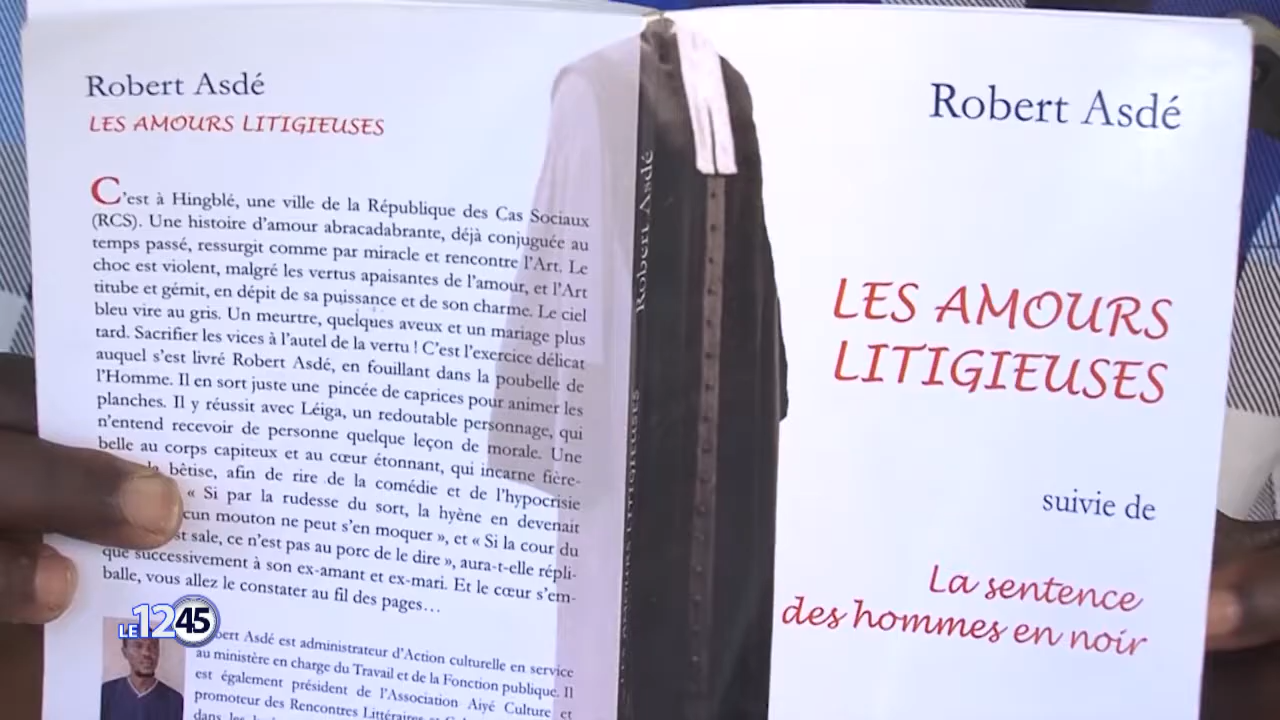 Robert Asdé
LES AMOURS LITIGIEUSES
C'est à Hingblé, une ville de la République des Cas Sociaux
(RCS). Une histoire d'amour abracadabrante, déjà conjuguée au
temps passé, ressurgit comme par miracle et rencontre l'Art. Le
choc est violent, malgré les vertus apaisantes de l'amour, et l'Art
titube et gémit, en dépit de sa puissance et de son charme. Le ciel
bleu vire au gris. Un meurtre, quelques aveux et un mariage plus
tard. Sacrifier les vices à l'autel de la vertu ! C'est l'exercice délicat
auquel s'est livré Robert Asdé, en fouillant dans la poubelle de
l'Homme. Il en sort juste une pincée de caprices pour animer les
planches. Il y réussit avec Léiga, un redoutable personnage, qui
n'entend recevoir de personne quelque leçon de morale. Une
belle au corps capiteux et au cœur étonnant, qui incarne fière-
bêtise, afin de rire de la comédie et de l'hypocrisie
« Si par la rudesse du sort, la hyène en devenait
cun mouton ne peut s'en moquer », et « Si la cour du
st sale, ce n'est pas au porc de le dire », aura-t-elle répli-
qué successivement à son ex-amant et ex-mari. Et le cœur s'em-
balle, vous allez le constater au fil des pages…
bert Asdé est administrateur d'Action culturelle en service
au ministère en charge du Travail et de la Fonction publique. Il
est également président de l'Association Aiyé Culture et
promoteur des Rencontres Littéraires et
dans les
LE 12 45
Robert Asdé
LES AMOURS LITIGIEUSES
Robert Asdé
LES AMOURS
LITIGIEUSES
suivie de
La sentence
des hommes en noir